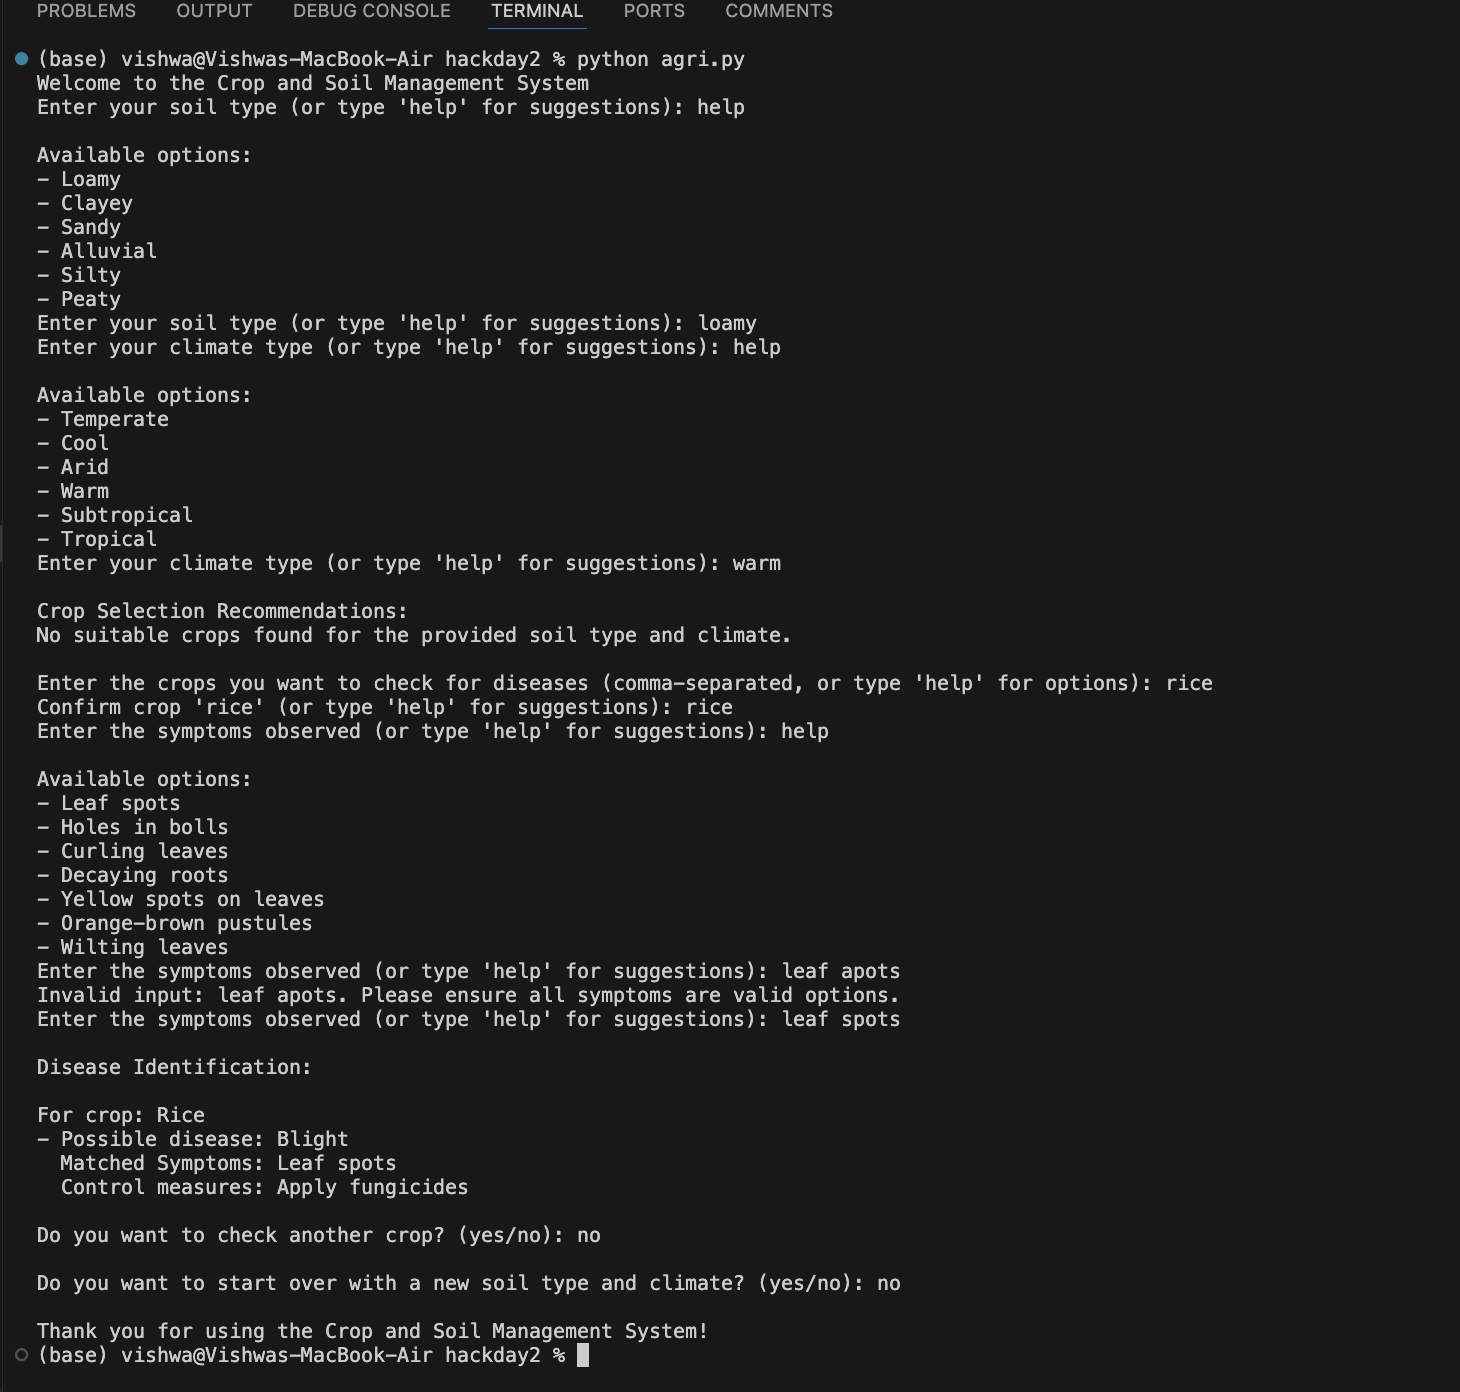 PROBLEMS OUTPUT DEBUG CONSOLE TERMINAL PORTS COMMENTS
(base) vishwa@Vishwas-MacBook-Air hackday2 % python agri.py
Welcome to the Crop and Soil Management System
Enter your soil type (or type 'help' for suggestions): help
Available options:
- Loamy
- Clayey
- Sandy
- Alluvial
- Silty
- Peaty
Enter your soil type (or type 'help' for suggestions): loamy
Enter your climate type (or type 'help' for suggestions): help
Available options:
- Temperate
- Cool
- Arid
- Warm
- Subtropical
- Tropical
Enter your climate type (or type 'help' for suggestions): warm
Crop Selection Recommendations:
No suitable crops found for the provided soil type and climate.
Enter the crops you want to check for diseases (comma-separated, or type 'help' for options): rice
Confirm crop 'rice' (or type 'help' for suggestions): rice
Enter the symptoms observed (or type 'help' for suggestions): help
Available options:
- Leaf spots
- Holes in bolls
- Curling leaves
- Decaying roots
- Yellow spots on leaves
- Orange-brown pustules
- Wilting leaves
Enter the symptoms observed (or type 'help' for suggestions): leaf apots
Invalid input: leaf apots. Please ensure all symptoms are valid options.
Enter the symptoms observed (or type 'help' for suggestions): leaf spots
Disease Identification:
For crop: Rice
- Possible disease: Blight
Matched Symptoms: Leaf spots
Control measures: Apply fungicides
Do you want to check another crop? (yes/no): no
Do you want to start over with a new soil type and climate? (yes/no): no
Thank you for using the Crop and Soil Management System!
(base) vishwa@Vishwas-MacBook-Air hackday2 %